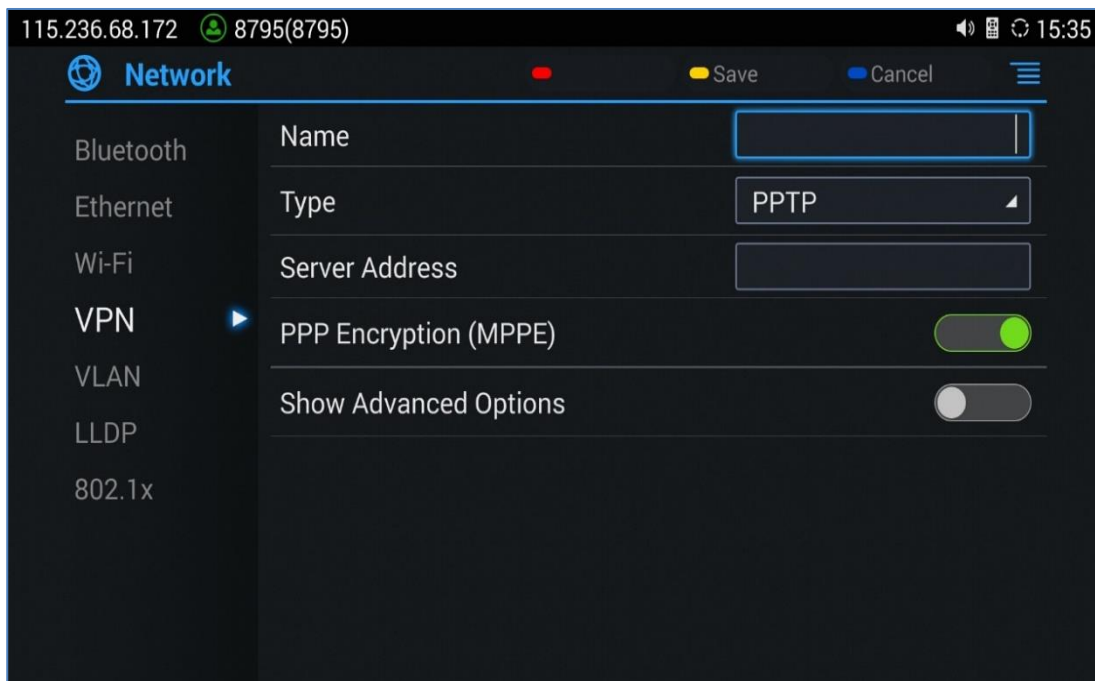 115.236.68.172 8795(8795) 15:35
Network Save Cancel
Bluetooth
Ethernet
Wi-Fi
VPN
VLAN
LLDP
802.1x
Name
Type PPTP
Server Address
PPP Encryption (MPPE)
Show Advanced Options